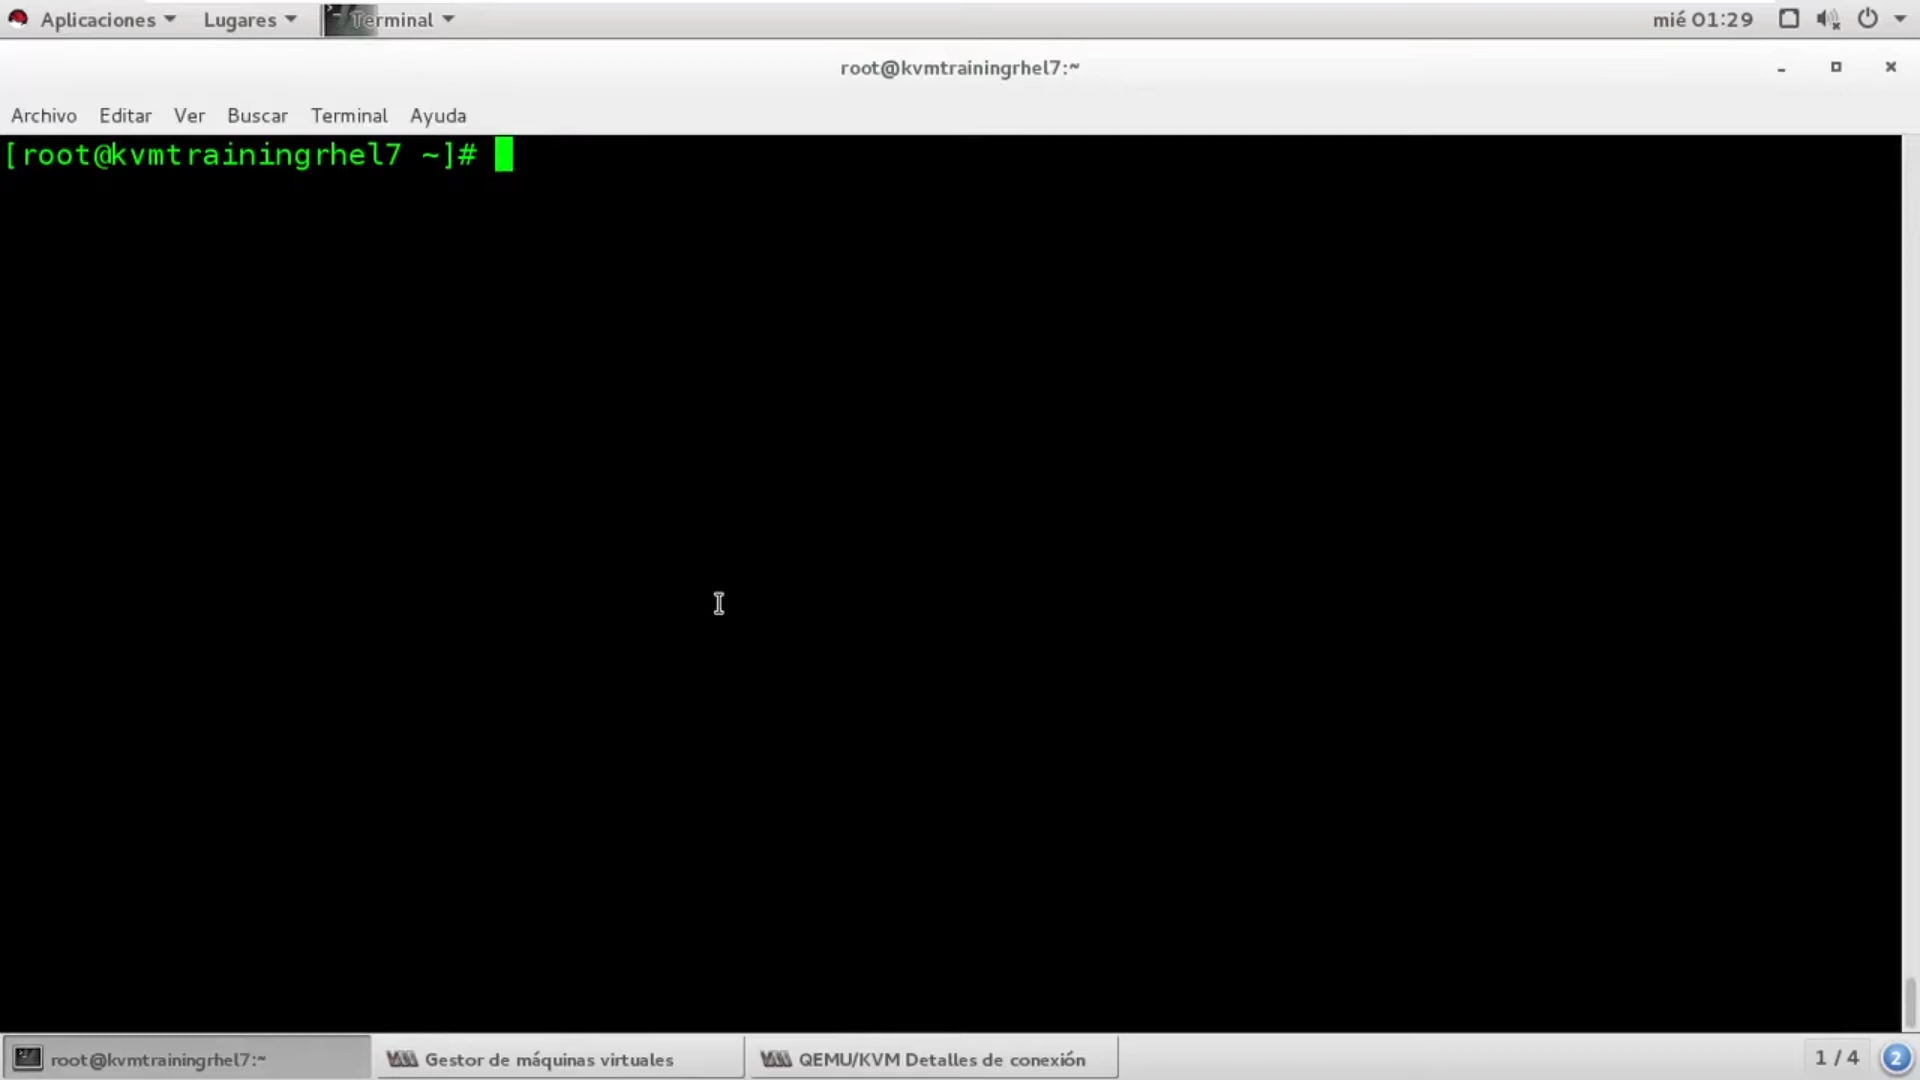 Aplicaciones Lugares Terminal mié 01:29
root@kvmtrainingrhel7:~
Archivo Editar Ver Buscar Terminal Ayuda
[root@kvmtrainingrhel7 ~]#
root@kvmtrainingrhel7:~ Gestor de máquinas virtuales QEMU/KVM Detalles de conexión 1 / 4 2